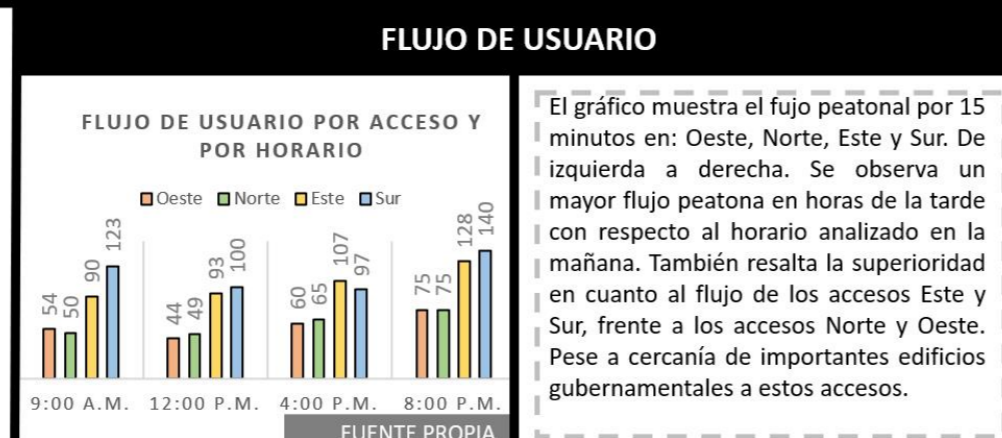 FLUJO DE USUARIO
FLUJO DE USUARIO POR ACCESO Y
POR HORARIO
Oeste Norte Este Sur
54 50 90 123
44 49 93 100
60 65 107 97
75 75 128 140
9:00 A.M. 12:00 P.M. 4:00 P.M. 8:00 P.M.
FUENTE PROPIA
El gráfico muestra el fujo peatonal por 15
minutos en: Oeste, Norte, Este y Sur. De
izquierda a derecha. Se observa un
mayor flujo peatona en horas de la tarde
con respecto al horario analizado en la
mañana. También resalta la superioridad
en cuanto al flujo de los accesos Este y
Sur, frente a los accesos Norte y Oeste.
Pese a cercanía de importantes edificios
gubernamentales a estos accesos.